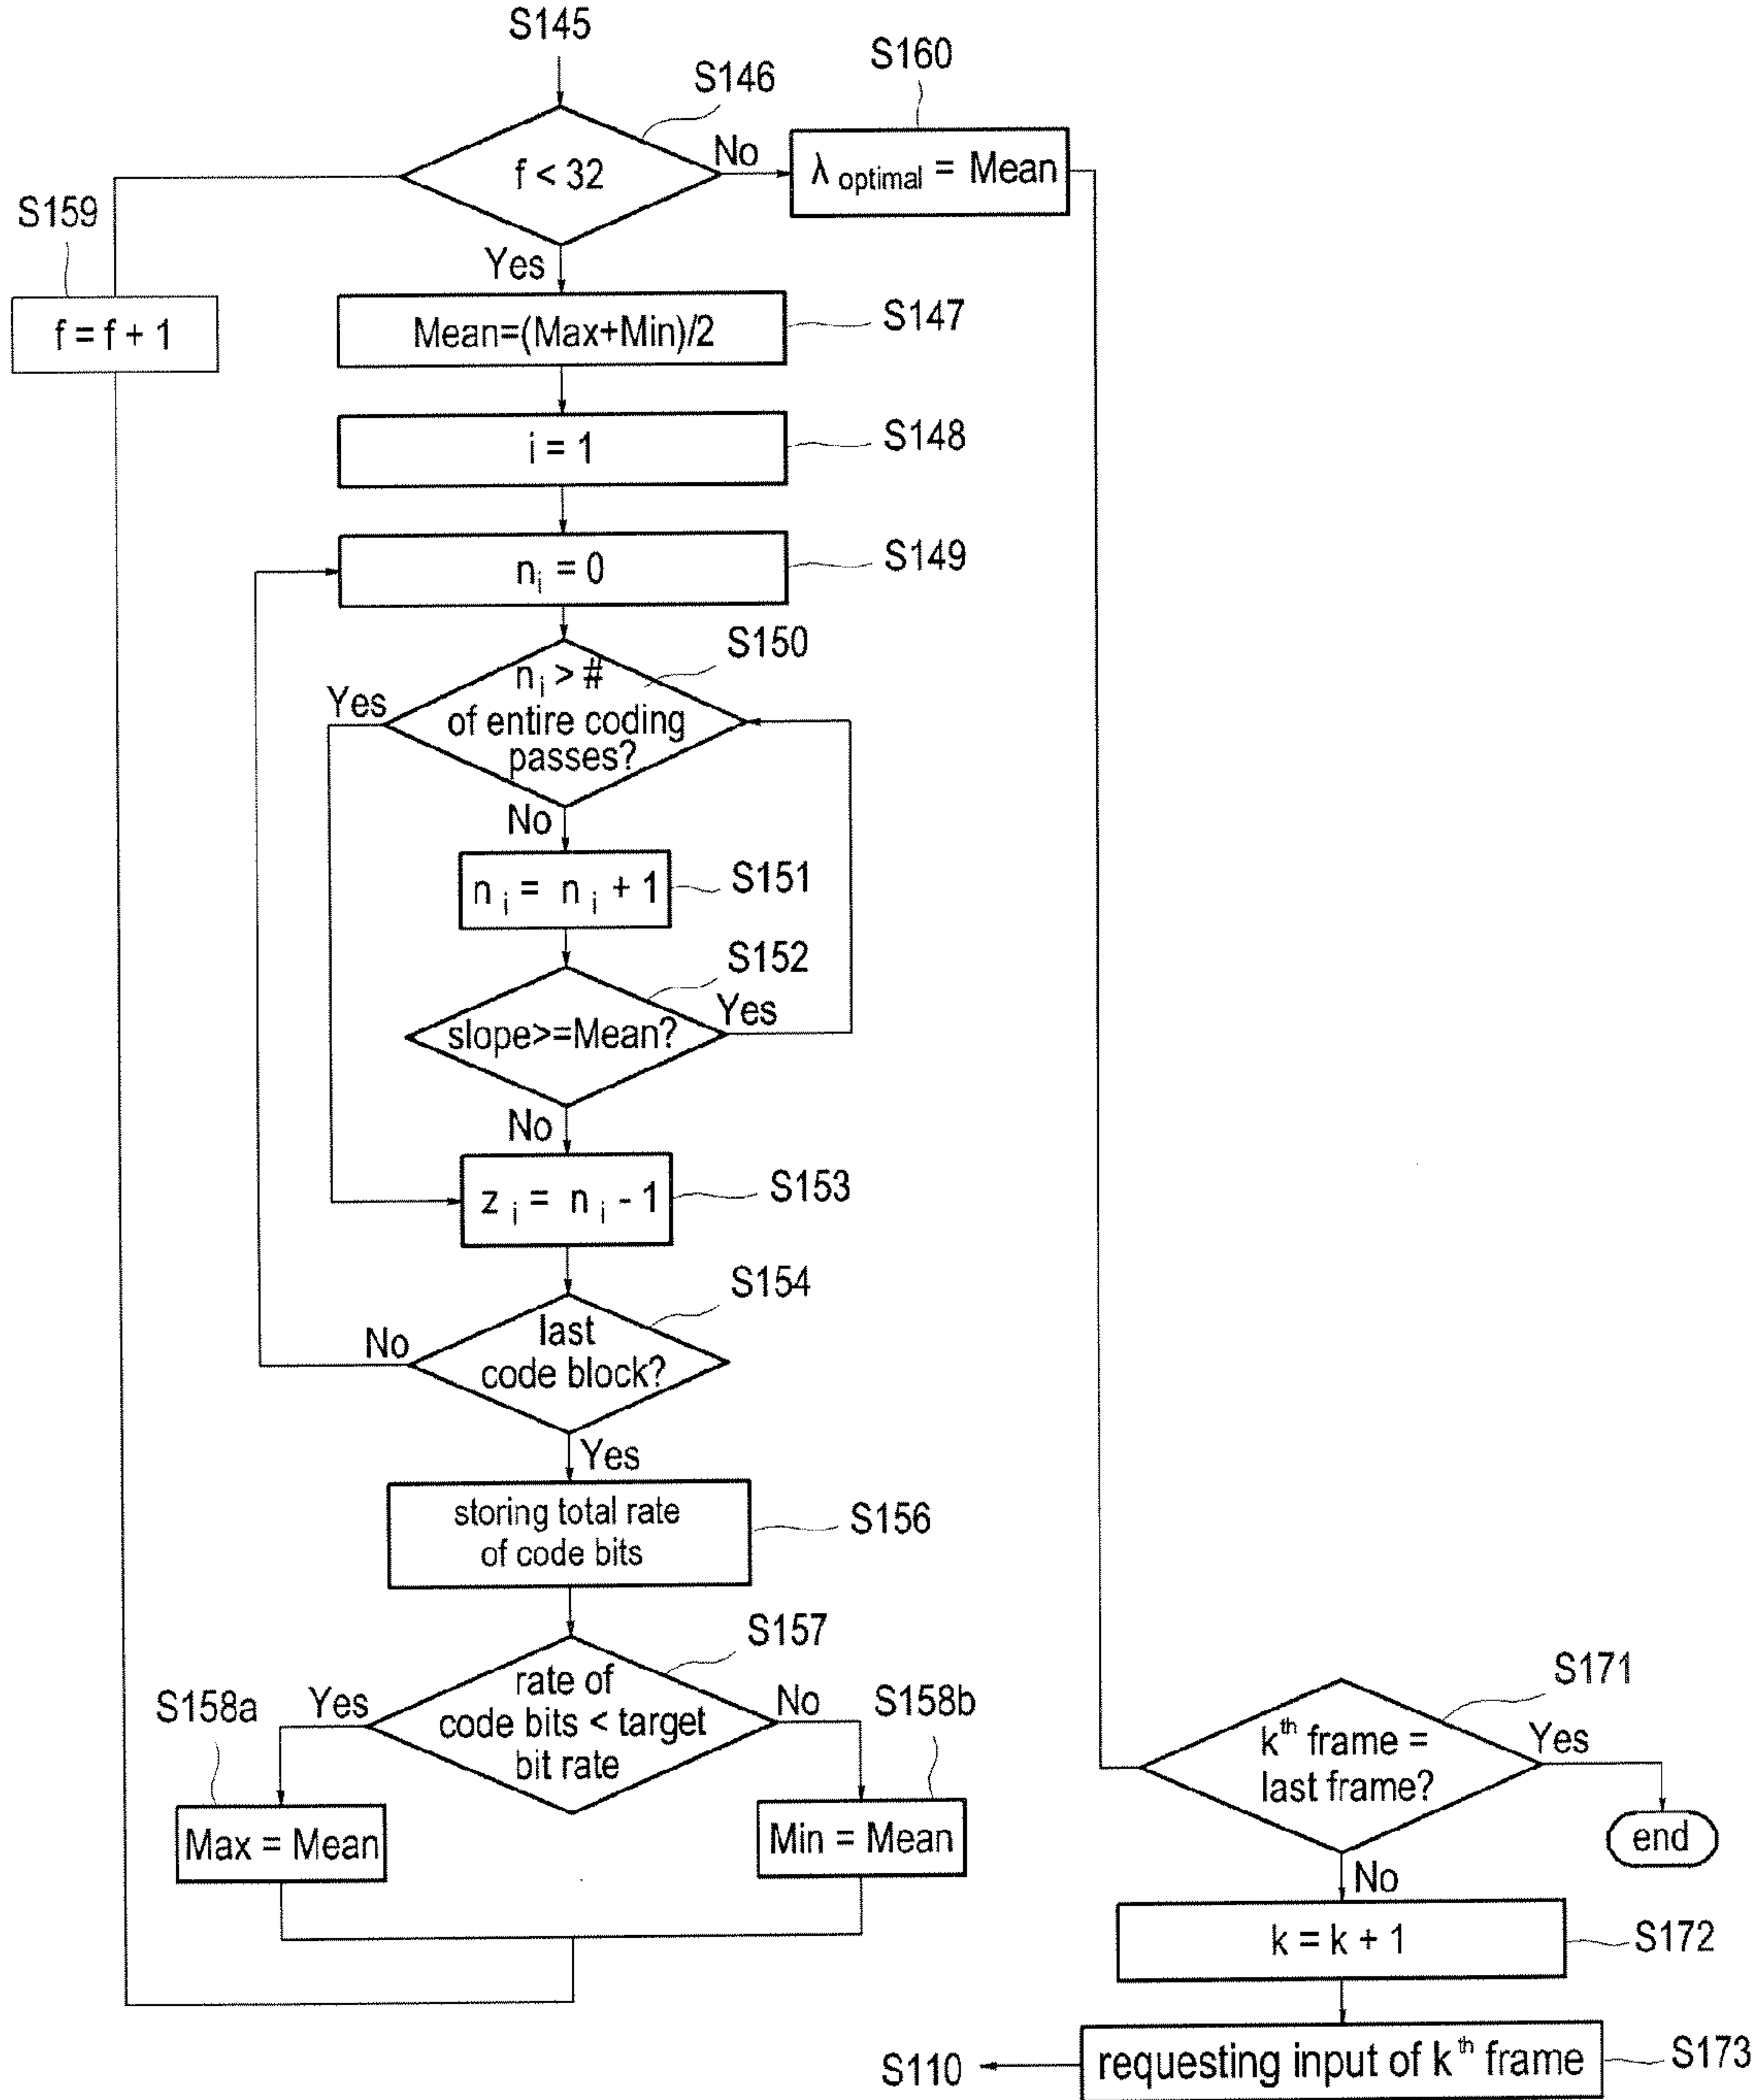 S145
S146
S160
f < 32
No
λ optimal = Mean
S159
Yes
f = f + 1
Mean=(Max+Min)/2
S147
i = 1
S148
n i = 0
S149
S150
n i > #
of entire coding
passes?
Yes
No
n i = n i + 1
S151
S152
slope>=Mean?
Yes
No
z i = n i - 1
S153
S154
last
code block?
No
Yes
storing total rate
of code bits
S156
S157
rate of
code bits < target
bit rate
S158a
Yes
No
S158b
Max = Mean
Min = Mean
S171
kth frame =
last frame?
Yes
end
No
k = k + 1
S172
requesting input of kth frame
S173
S110